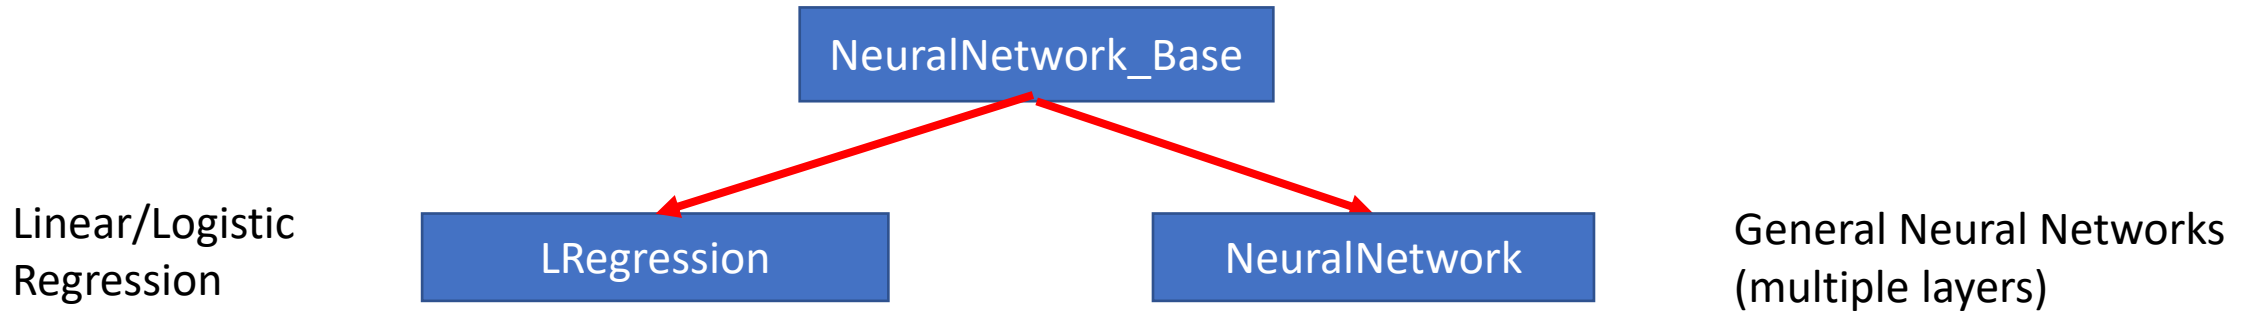 NeuralNetwork_Base
Linear/Logistic
Regression
LRegression
NeuralNetwork
General Neural Networks
(multiple layers)